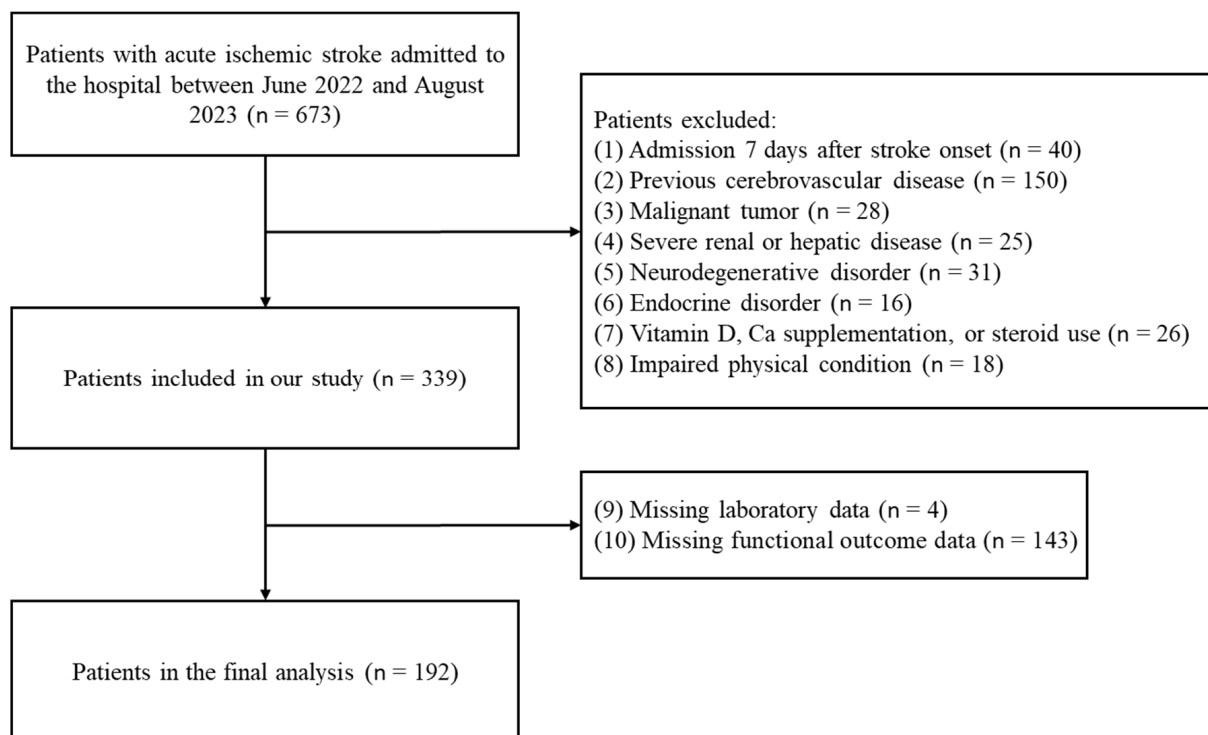 Patients with acute ischemic stroke admitted to
the hospital between June 2022 and August
2023 (n = 673)
Patients excluded:
(1) Admission 7 days after stroke onset (n = 40)
(2) Previous cerebrovascular disease (n = 150)
(3) Malignant tumor (n = 28)
(4) Severe renal or hepatic disease (n = 25)
(5) Neurodegenerative disorder (n = 31)
(6) Endocrine disorder (n = 16)
(7) Vitamin D, Ca supplementation, or steroid use (n = 26)
(8) Impaired physical condition (n = 18)
Patients included in our study (n = 339)
(9) Missing laboratory data (n = 4)
(10) Missing functional outcome data (n = 143)
Patients in the final analysis (n = 192)